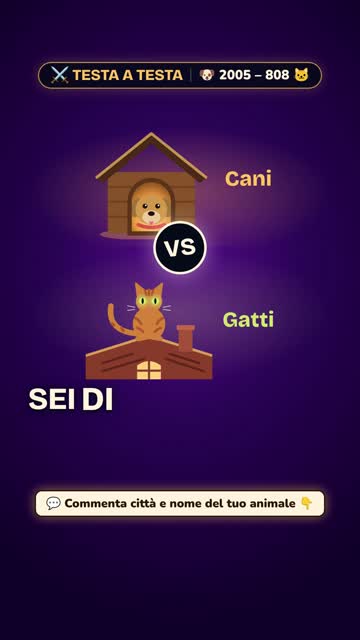 ⚔️ TESTA A TESTA | 🐶 2005 – 808 🐱
Cani
VS
Gatti
SEI DI
💬 Commenta città e nome del tuo animale 👇